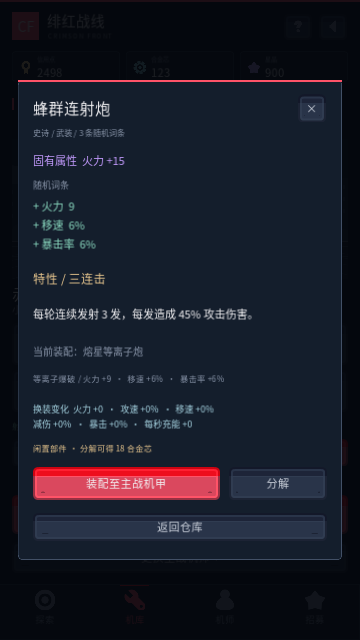 绯红战线
2498
123
900
蜂群连射炮
×
史诗 / 武装 / 3 条随机词条
固有属性 火力 +15
随机词条
+ 火力 9
+ 移速 6%
+ 暴击率 6%
特性 / 三连击
每轮连续发射 3 发，每发造成 45% 攻击伤害。
当前装配：熔星等离子炮
等离子爆破 / 火力 +9 · 移速 +6% · 暴击率 +6%
换装变化 火力 +0 · 攻速 +0% · 移速 +0%
减伤 +0% · 暴击 +0% · 每秒充能 +0
闲置部件 · 分解可得 18 合金芯
装配至主战机甲
分解
返回仓库